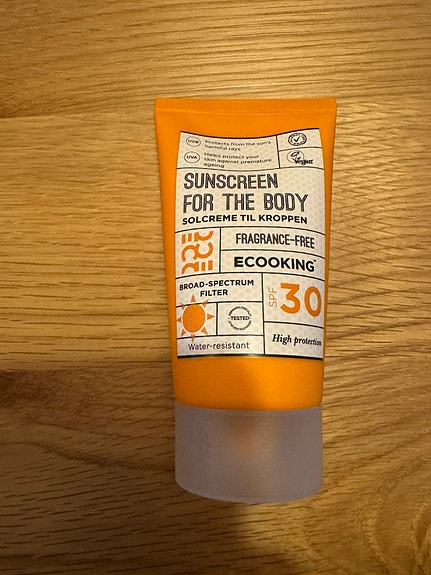 UVB Protects from the sun's
harmful rays
UVA Helps protect your
skin against premature
ageing
Vegan
SUNSCREEN
FOR THE BODY
SOLCREME TIL KROPPEN
FRAGRANCE-FREE
ECOOKING™
BROAD-SPECTRUM
FILTER
SPF 30
TESTED
Water-resistant
High protection